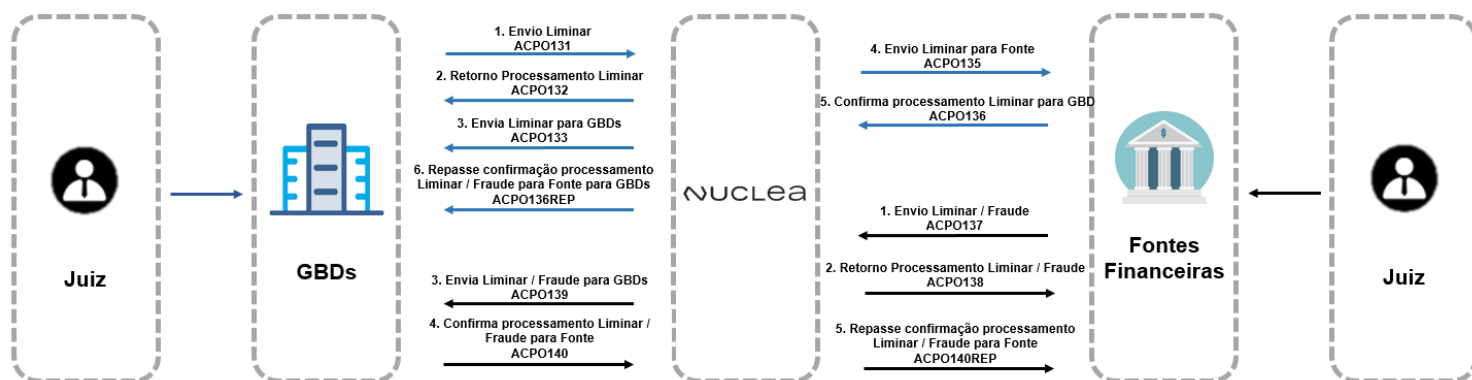 Juiz
GBDs
1. Envio Liminar
ACPO131
2. Retorno Processamento Liminar
ACPO132
3. Envia Liminar para GBDs
ACPO133
6. Repasse confirmação processamento
Liminar / Fraude para Fonte para GBDs
ACPO136REP
3. Envia Liminar / Fraude para GBDs
ACPO139
4. Confirma processamento Liminar /
Fraude para Fonte
ACPO140
NUCLea
4. Envio Liminar para Fonte
ACPO135
5. Confirma processamento Liminar para GBD
ACPO136
1. Envio Liminar / Fraude
ACPO137
2. Retorno Processamento Liminar / Fraude
ACPO138
5. Repasse confirmação processamento
Liminar / Fraude para Fonte
ACPO140REP
$
Fontes
Financeiras
Juiz